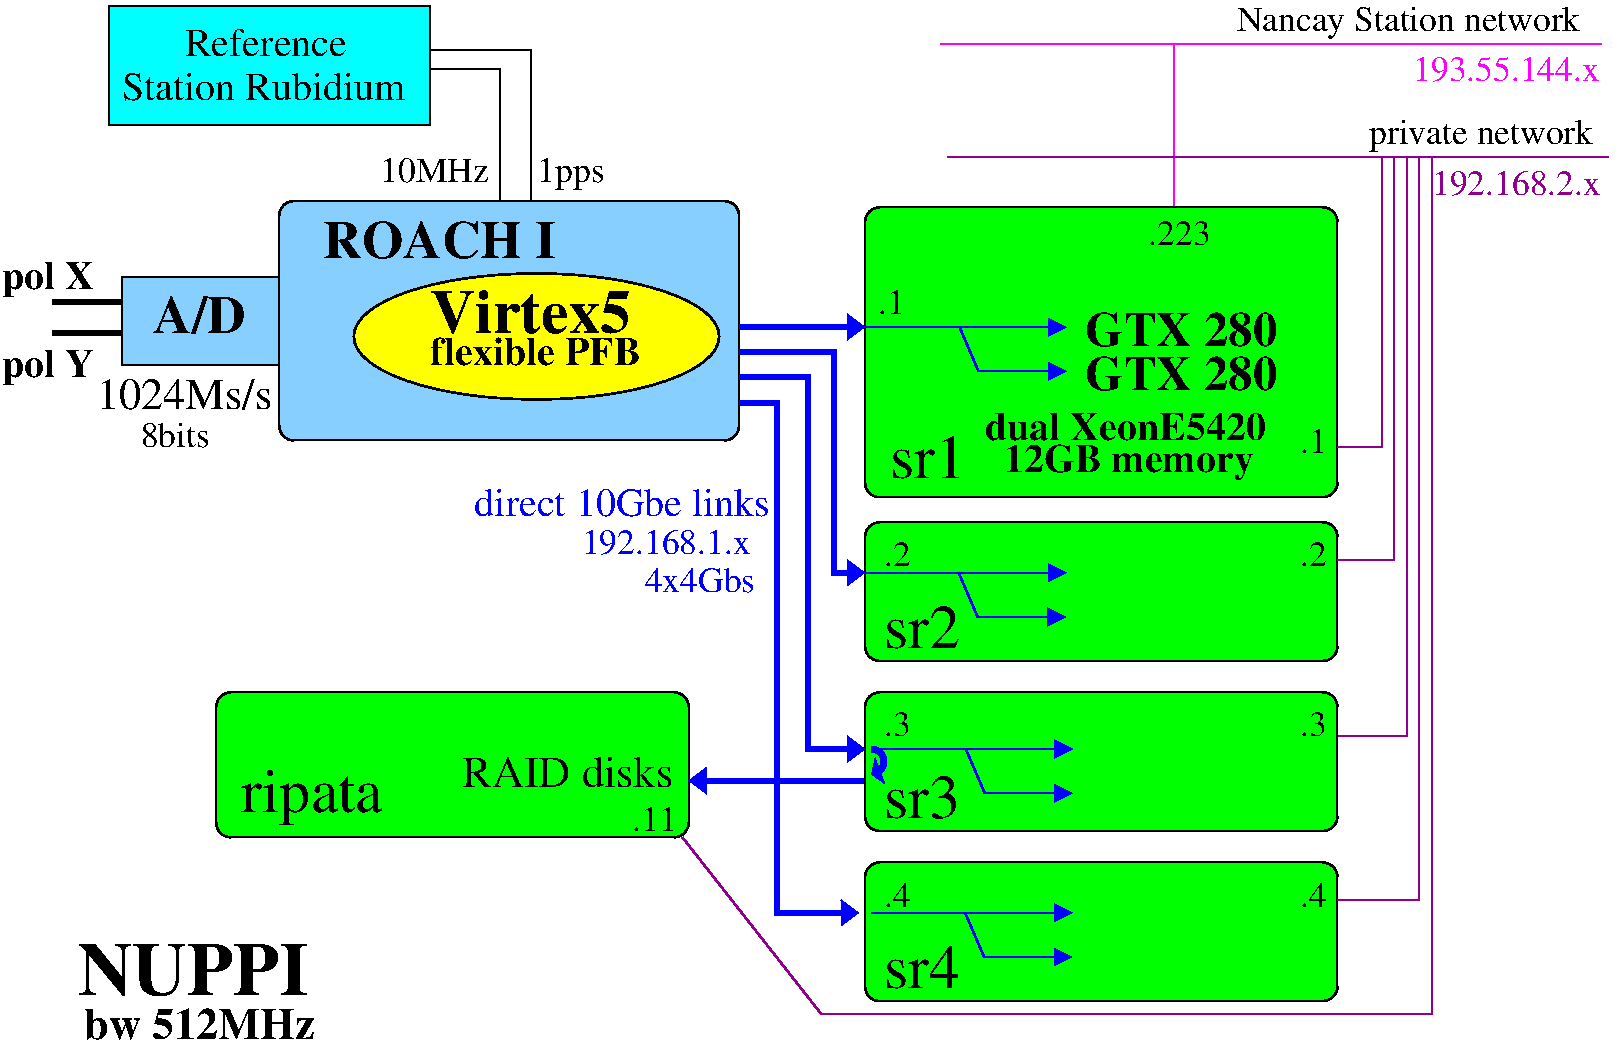 Nancay Station network
193.55.144.x
private network
192.168.2.x
Reference
Station Rubidium
10MHz
1pps
ROACH I
pol X
A/D
pol Y
1024Ms/s
8bits
Virtex5
flexible PFB
direct 10Gbe links
192.168.1.x
4x4Gbs
.223
.1
GTX 280
GTX 280
dual XeonE5420
12GB memory
sr1
.1
.2
.2
sr2
.3
.3
sr3
ripata
RAID disks
.11
.4
.4
sr4
NUPPI
bw 512MHz